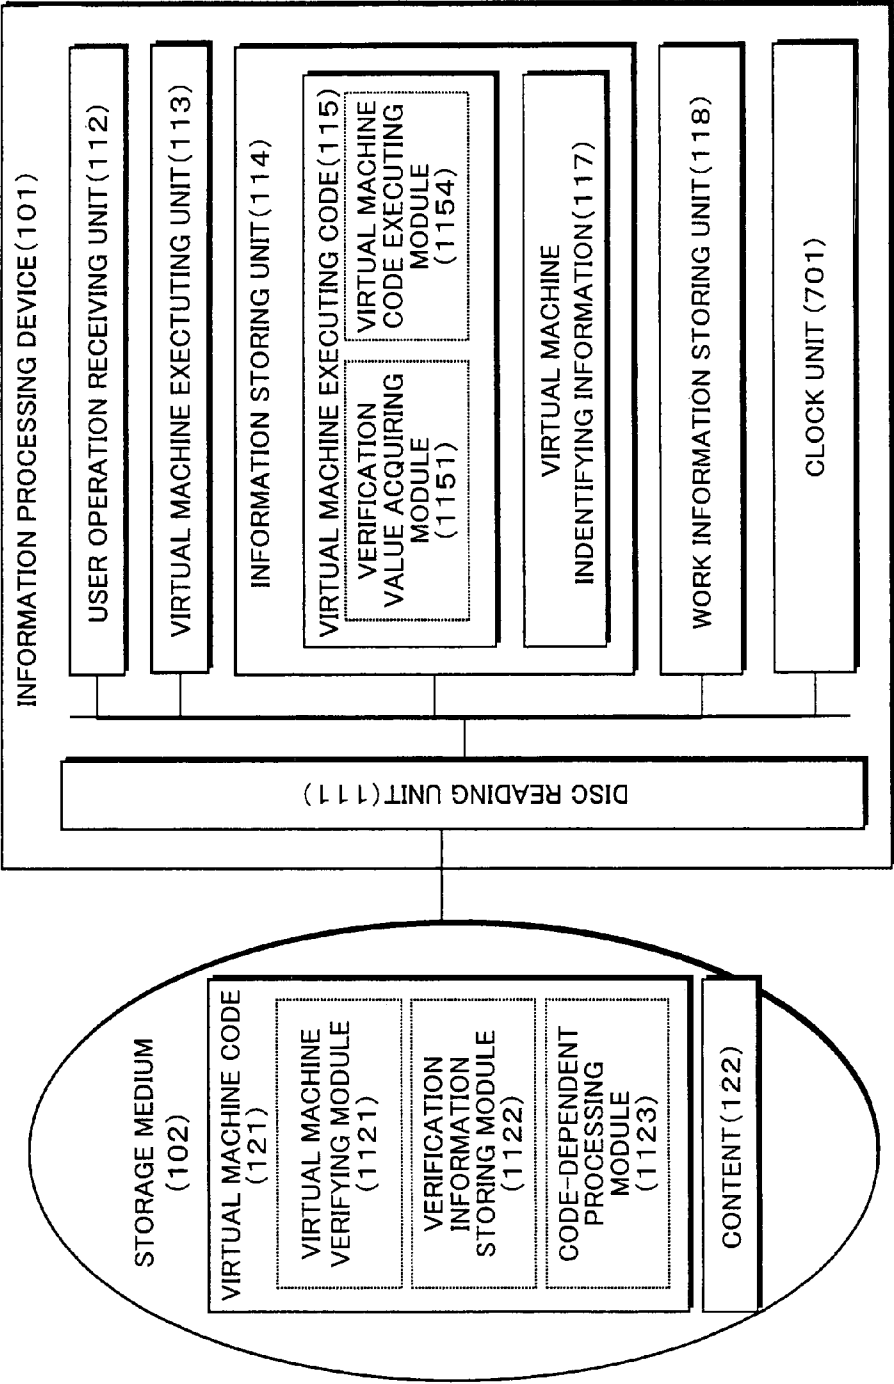 INFORMATION PROCESSING DEVICE(101)
USER OPERATION RECEIVING UNIT(112)
VIRTUAL MACHINE EXECTUTING UNIT(113)
INFORMATION STORING UNIT(114)
VIRTUAL MACHINE EXECUTING CODE(115)
VERIFICATION
VALUE ACQUIRING
MODULE
(1151)
VIRTUAL MACHINE
CODE EXECUTING
MODULE
(1154)
VIRTUAL MACHINE
INDENTIFYING INFORMATION(117)
WORK INFORMATION STORING UNIT(118)
CLOCK UNIT(701)
DISC READING UNIT(111)
STORAGE MEDIUM
(102)
VIRTUAL MACHINE CODE
(121)
VIRTUAL MACHINE
VERIFYING MODULE
(1121)
VERIFICATION
INFORMATION
STORING MODULE
(1122)
CODE-DEPENDENT
PROCESSING
MODULE
(1123)
CONTENT(122)